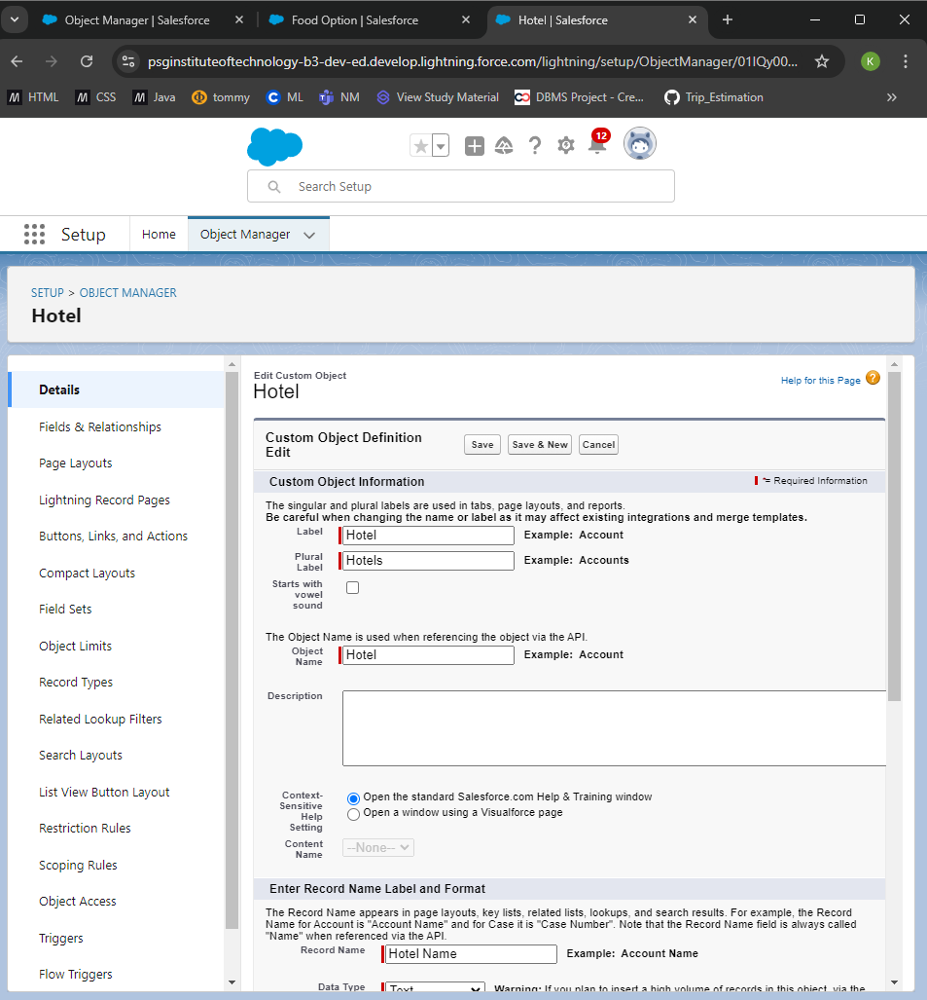 Object Manager | Salesforce
Food Option | Salesforce
Hotel | Salesforce
psginstituteoftechnology-b3-dev-ed.develop.lightning.force.com/lightning/setup/ObjectManager/01IQy00...
K
HTML
CSS
Java
tommy
ML
NM
View Study Material
DBMS Project - Cre...
Trip_Estimation
12
Search Setup
Setup
Home
Object Manager
SETUP > OBJECT MANAGER
Hotel
Details
Fields & Relationships
Page Layouts
Lightning Record Pages
Buttons, Links, and Actions
Compact Layouts
Field Sets
Object Limits
Record Types
Related Lookup Filters
Search Layouts
List View Button Layout
Restriction Rules
Scoping Rules
Object Access
Triggers
Flow Triggers
Edit Custom Object
Hotel
Help for this Page ?
Custom Object Definition
Edit
Save
Save & New
Cancel
Custom Object Information
"= Required Information
The singular and plural labels are used in tabs, page layouts, and reports.
Be careful when changing the name or label as it may affect existing integrations and merge templates.
Label
Hotel
Example: Account
Plural
Label
Hotels
Example: Accounts
Starts with
vowel
sound
The Object Name is used when referencing the object via the API.
Object
Name
Hotel
Example: Account
Description
Context-
Sensitive
Help
Setting
Open the standard Salesforce.com Help & Training window
Open a window using a Visualforce page
Content
Name
--None--
Enter Record Name Label and Format
The Record Name appears in page layouts, key lists, related lists, lookups, and search results. For example, the Record
Name for Account is "Account Name" and for Case it is "Case Number". Note that the Record Name field is always called
"Name" when referenced via the API.
Record Name
Hotel Name
Example: Account Name
Data Type
Text
Warning: If you plan to insert a high volume of records in this object, via the